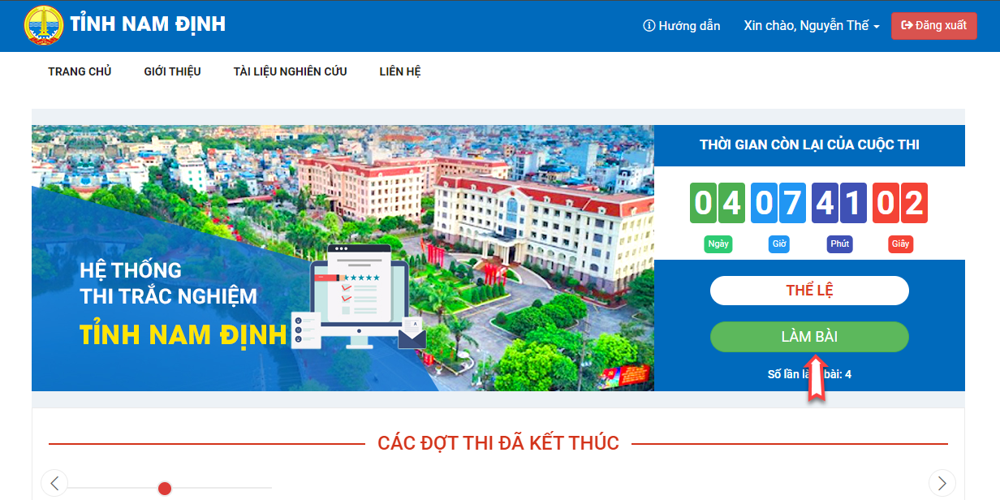 TỈNH NAM ĐỊNH
Hướng dẫn
Xin chào, Nguyễn Thế
Đăng xuất
TRANG CHỦ
GIỚI THIỆU
TÀI LIỆU NGHIÊN CỨU
LIÊN HỆ
HỆ THỐNG
THI TRẮC NGHIỆM
TỈNH NAM ĐỊNH
THỜI GIAN CÒN LẠI CỦA CUỘC THI
04 07 41 02
Ngày Giờ Phút Giây
THỂ LỆ
LÀM BÀI
Số lần bài: 4
CÁC ĐỢT THI ĐÃ KẾT THÚC